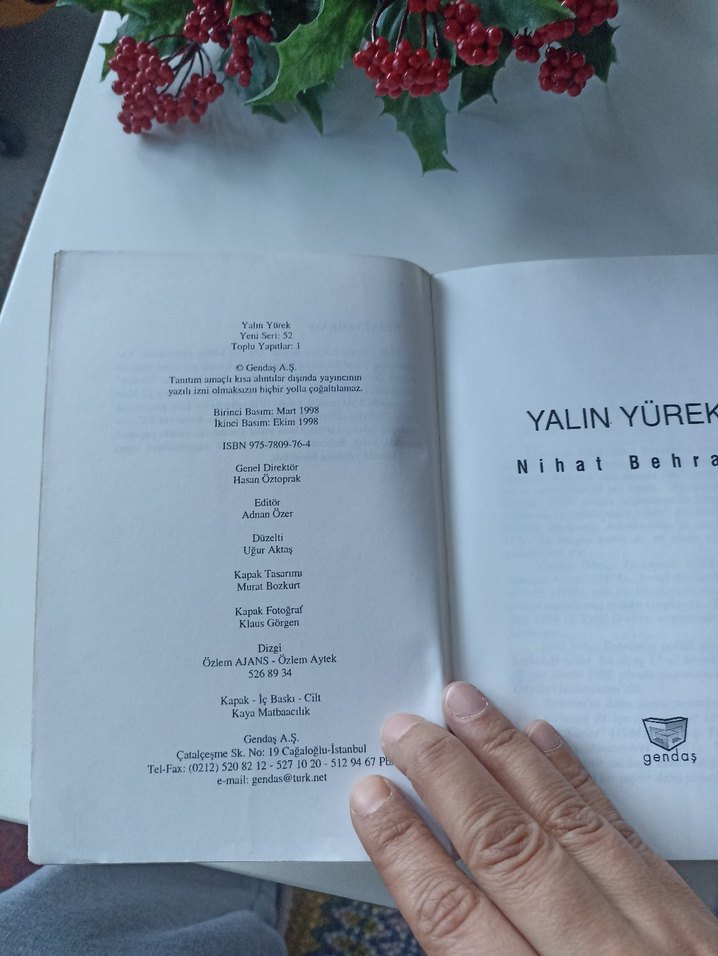 Yalın Yürek
Yeni Seri: 52
Toplu Yapıtlar: 1
© Gendaş A.Ş.
Tanıtım amaçlı kısa alıntılar dışında yayıncının
yazılı izni olmaksızın hiçbir yolla çoğaltılamaz.
Birinci Basım: Mart 1998
İkinci Basım: Ekim 1998
ISBN 975-7809-76-4
Genel Direktör
Hasan Öztoprak
Editör
Adnan Özer
Düzelti
Uğur Aktaş
Kapak Tasarımı
Murat Bozkurt
Kapak Fotoğraf
Klaus Görgen
Dizgi
Özlem AJANS - Özlem Aytek
526 89 34
Kapak - İç Baskı - Cilt
Kaya Matbaacılık
Gendaş A.Ş.
Çatalçeşme Sk. No: 19 Cağaloğlu-İstanbul
Tel-Fax: (0212) 520 82 12 - 527 10 20 - 512 94 67 Pb
e-mail: gendas@turk.net
YALIN YÜREK
Nihat Behra
gendaş